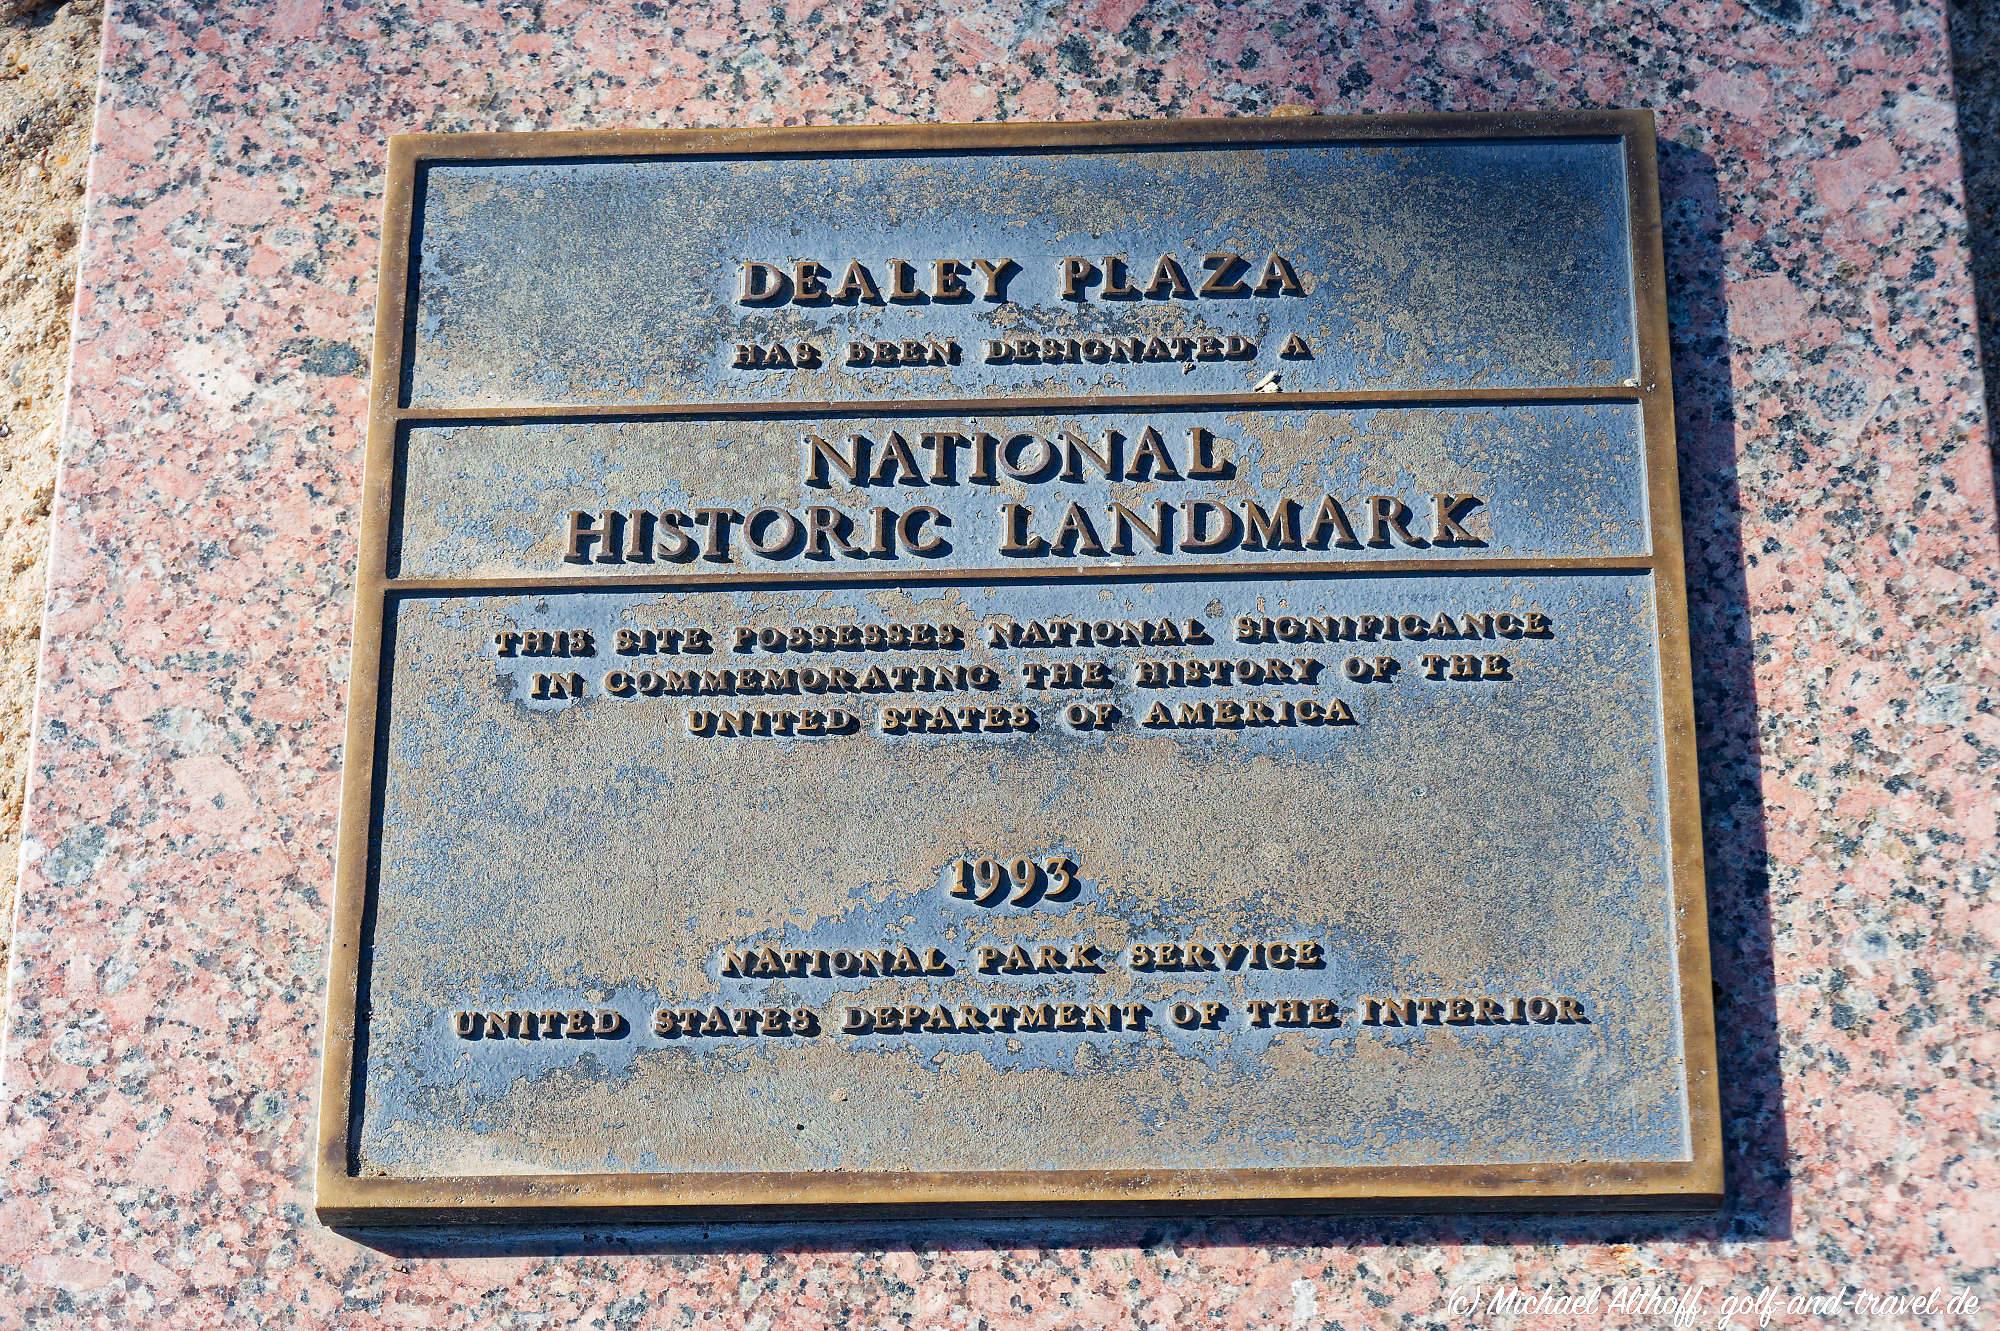 DEALEY PLAZA
HAS BEEN DESIGNATED A
NATIONAL
HISTORIC LANDMARK
THIS SITE POSSESSES NATIONAL SIGNIFICANCE
IN COMMEMORATING THE HISTORY OF THE
UNITED STATES OF AMERICA
1993
NATIONAL PARK SERVICE
UNITED STATES DEPARTMENT OF THE INTERIOR
(c) Michael Althoff, golf-and-travel.de